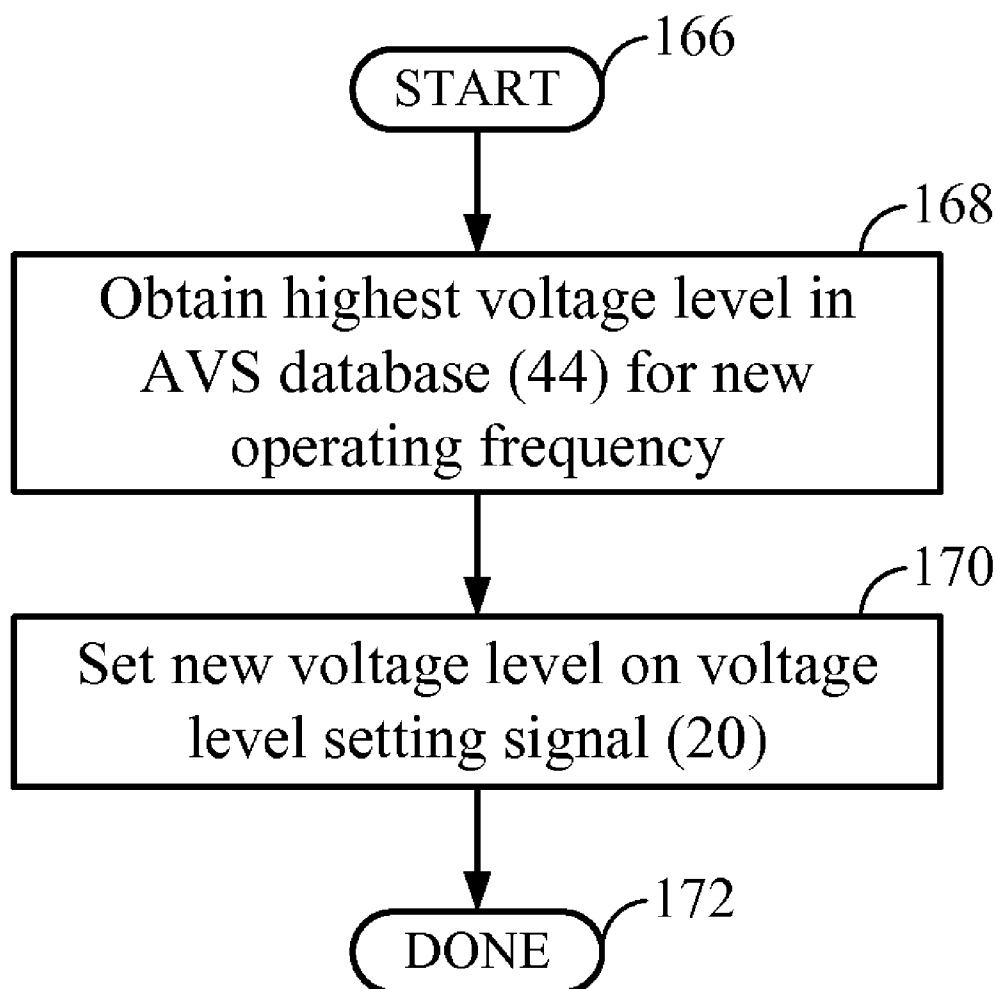 166
START
168
Obtain highest voltage level in
AVS database (44) for new
operating frequency
170
Set new voltage level on voltage
level setting signal (20)
172
DONE